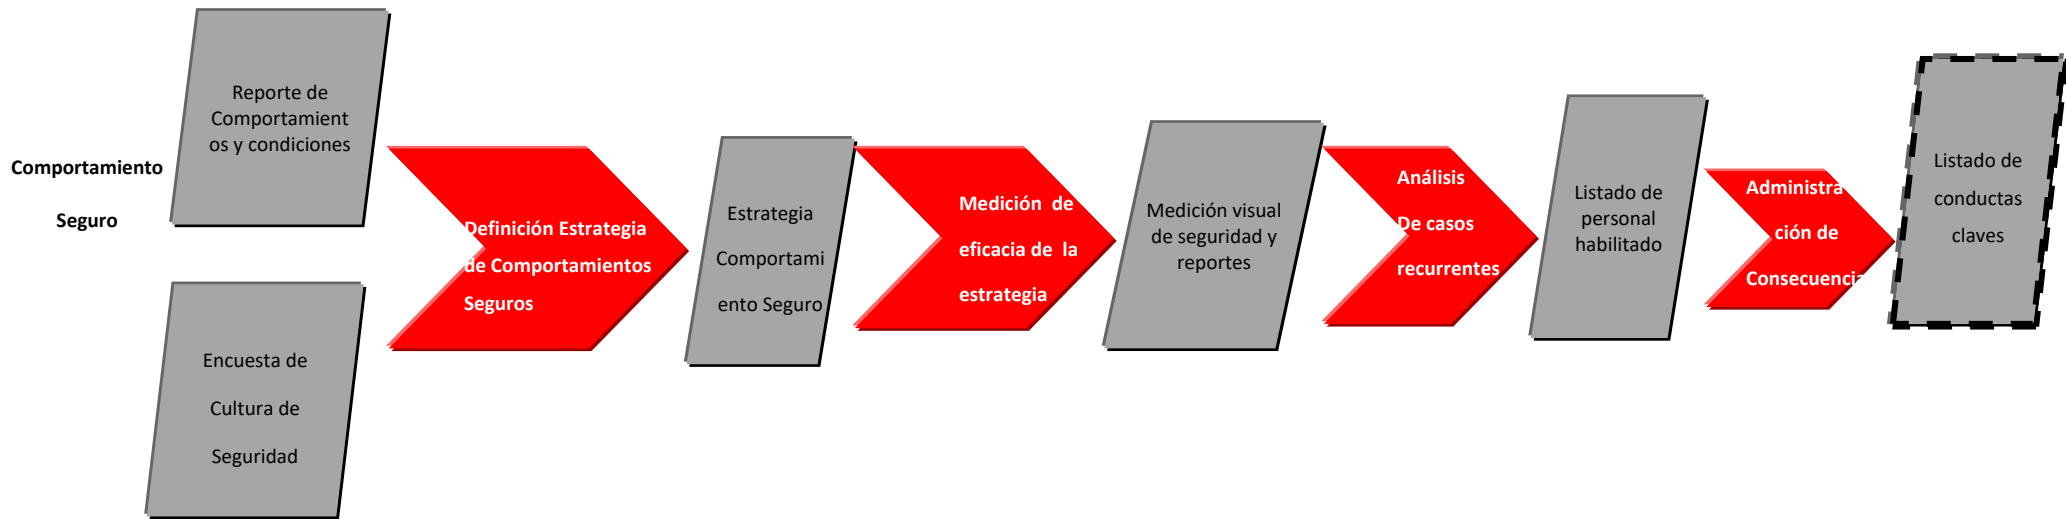 Comportamiento
Seguro
Reporte de
Comportamient
os y condiciones
Encuesta de
Cultura de
Seguridad
Definición Estrategia
de Comportamientos
Seguros
Estrategia
Comportami
ento Seguro
Medición de
eficacia de la
estrategia
Medición visual
de seguridad y
reportes
Análisis
De casos
recurrentes
Listado de
personal
habilitado
Administra
ción de
Consecuencia
Listado de
conductas
claves